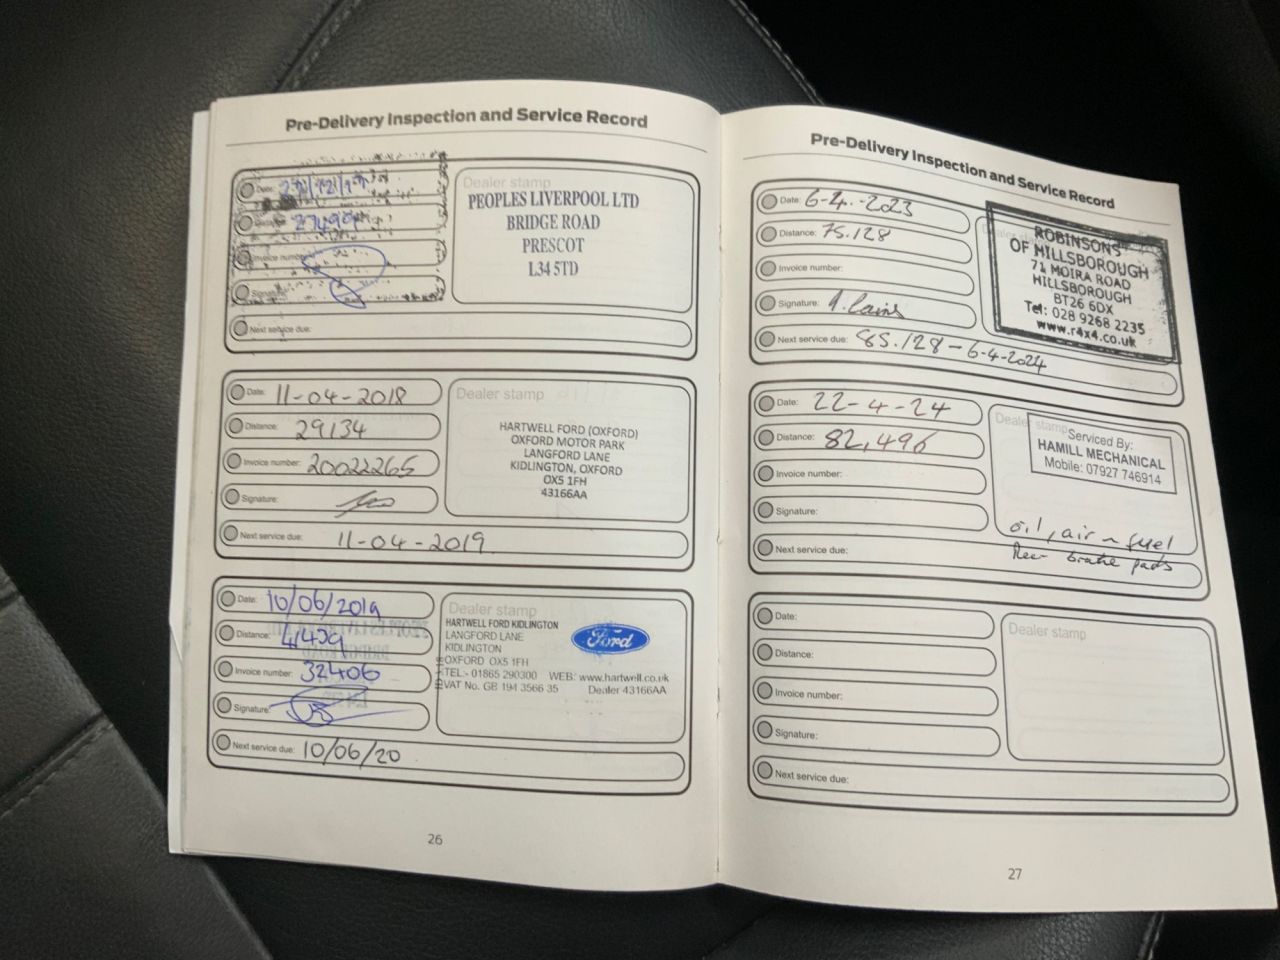 Pre-Delivery Inspection and Service Record
Date:
Invoice number:
Signature:
Next service due:
Dealer stamp
PEOPLES LIVERPOOL LTD
BRIDGE ROAD
PRESCOT
L34 5TD
Date: 11-04-2018
Distance: 29134
Invoice number: 20022265
Signature:
Next service due: 11-04-2019
Dealer stamp
HARTWELL FORD (OXFORD)
OXFORD MOTOR PARK
LANGFORD LANE
KIDLINGTON, OXFORD
OX5 1FH
43166AA
Date: 10/06/2019
Distance:
Invoice number: 32406
Signature:
Next service due: 10/06/20
Dealer stamp
HARTWELL FORD KIDLINGTON
LANGFORD LANE
KIDLINGTON
OXFORD OX5 1FH
TEL:- 01865 290300 WEB: www.hartwell.co.uk
VAT No. GB 194 3566 35 Dealer 43166AA
Ford
26
Pre-Delivery Inspection and Service Record
Date: 6-4.-2023
Distance: 75.128
Invoice number:
Signature:
Next service due: 85.128-6-4-2024
ROBINSONS
OF HILLSBOROUGH
71 MOIRA ROAD
HILLSBOROUGH
BT26 6DX
Tel: 028 9268 2235
www.r4x4.co.uk
Date: 22-4-24
Distance: 82,496
Invoice number:
Signature:
Next service due:
Dealer stamp
Serviced By:
HAMILL MECHANICAL
Mobile: 07927 746914
oil, air ~ fuel
Rear brake pads
Date:
Distance:
Invoice number:
Signature:
Next service due:
Dealer stamp
27